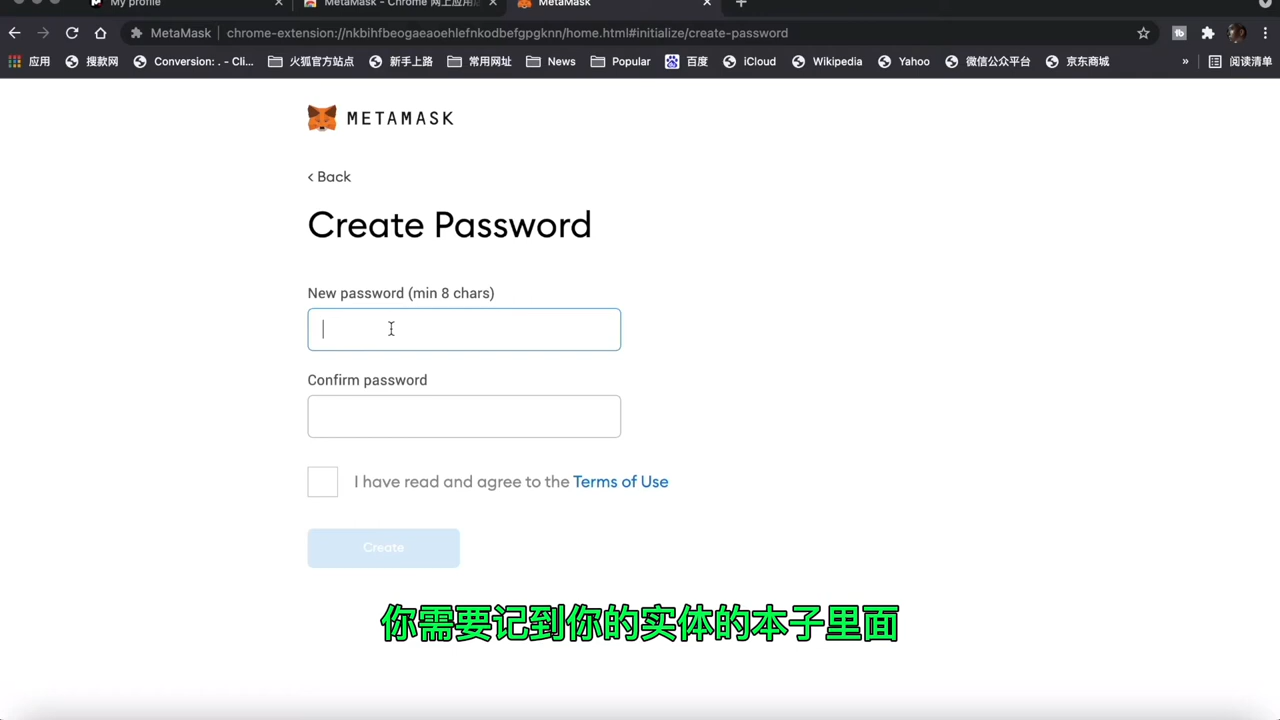 My profile
MetaMask - Chrome 网上应用店
MetaMask
MetaMask
chrome-extension://nkbihfbeogaeaoehlefnkodbefgpgknn/home.html#initialize/create-password
应用
搜款网
Conversion: . - Cli...
火狐官方站点
新手上路
常用网址
News
Popular
百度
iCloud
Wikipedia
Yahoo
微信公众平台
京东商城
»
阅读清单
METAMASK
< Back
Create Password
New password (min 8 chars)
Confirm password
I have read and agree to the Terms of Use
Create
你需要记到你的实体的本子里面